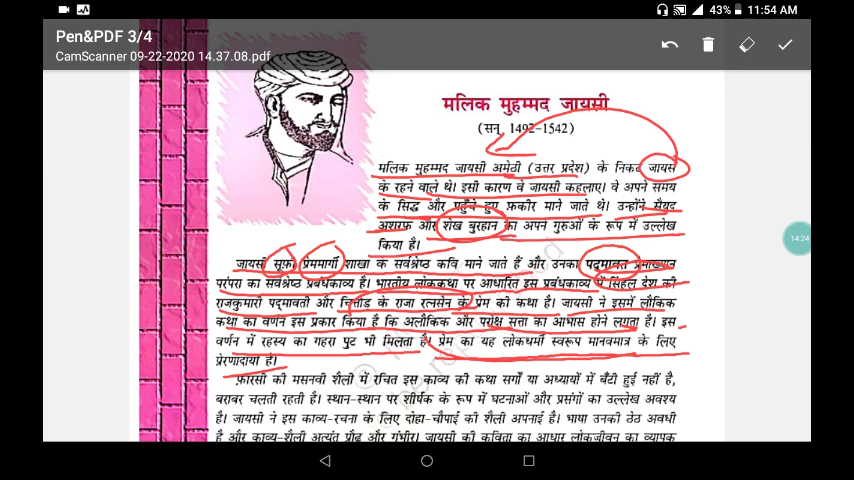 43% 11:54 AM
Pen&PDF 3/4
CamScanner 09-22-2020 14.37.08.pdf
मलिक मुहम्मद जायसी
(सन् 1492-1542)
मलिक मुहम्मद जायसी अमेठी (उत्तर प्रदेश) के निकट जायस
के रहने वाले थे। इसी कारण वे जायसी कहलाए। वे अपने समय
के सिद्ध और पहुँचे हुए फ़कीर माने जाते थे। उन्होंने सैयद
अशरफ़ और शेख बुरहान का अपने गुरुओं के रूप में उल्लेख
किया है।
14:24
जायसी सूफ़ी प्रेममार्गी शाखा के सर्वश्रेष्ठ कवि माने जाते हैं और उनका पद्मावत प्रेमाख्यान
परंपरा का सर्वश्रेष्ठ प्रबंधकाव्य है। भारतीय लोककथा पर आधारित इस प्रबंधकाव्य में सिंहल देश की
राजकुमारी पद्मावती और चित्तौड़ के राजा रत्नसेन के प्रेम की कथा है। जायसी ने इसमें लौकिक
कथा का वर्णन इस प्रकार किया है कि अलौकिक और परोक्ष सत्ता का आभास होने लगता है। इस
वर्णन में रहस्य का गहरा पुट भी मिलता है। प्रेम का यह लोकधर्मी स्वरूप मानवमात्र के लिए
प्रेरणादायी है।
फ़ारसी की मसनवी शैली में रचित इस काव्य की कथा सर्गों या अध्यायों में बँटी हुई नहीं है,
बराबर चलती रहती है। स्थान-स्थान पर शीर्षक के रूप में घटनाओं और प्रसंगों का उल्लेख अवश्य
है। जायसी ने इस काव्य-रचना के लिए दोहा-चौपाई की शैली अपनाई है। भाषा उनकी ठेठ अवधी
है और काव्य-शैली अत्यंत प्रौढ़ और गंभीर। जायसी की कविता का आधार लोकजीवन का व्यापक